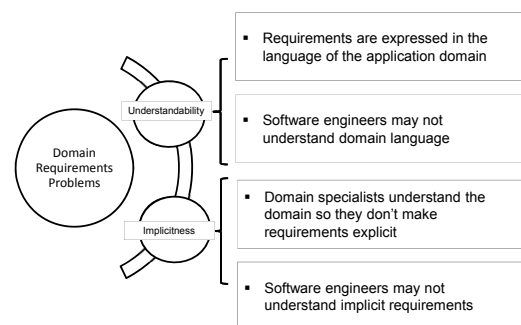 Domain
Requirements
Problems
Understandability
▪ Requirements are expressed in the
language of the application domain
▪ Software engineers may not
understand domain language
Implicitness
▪ Domain specialists understand the
domain so they don’t make
requirements explicit
▪ Software engineers may not
understand implicit requirements